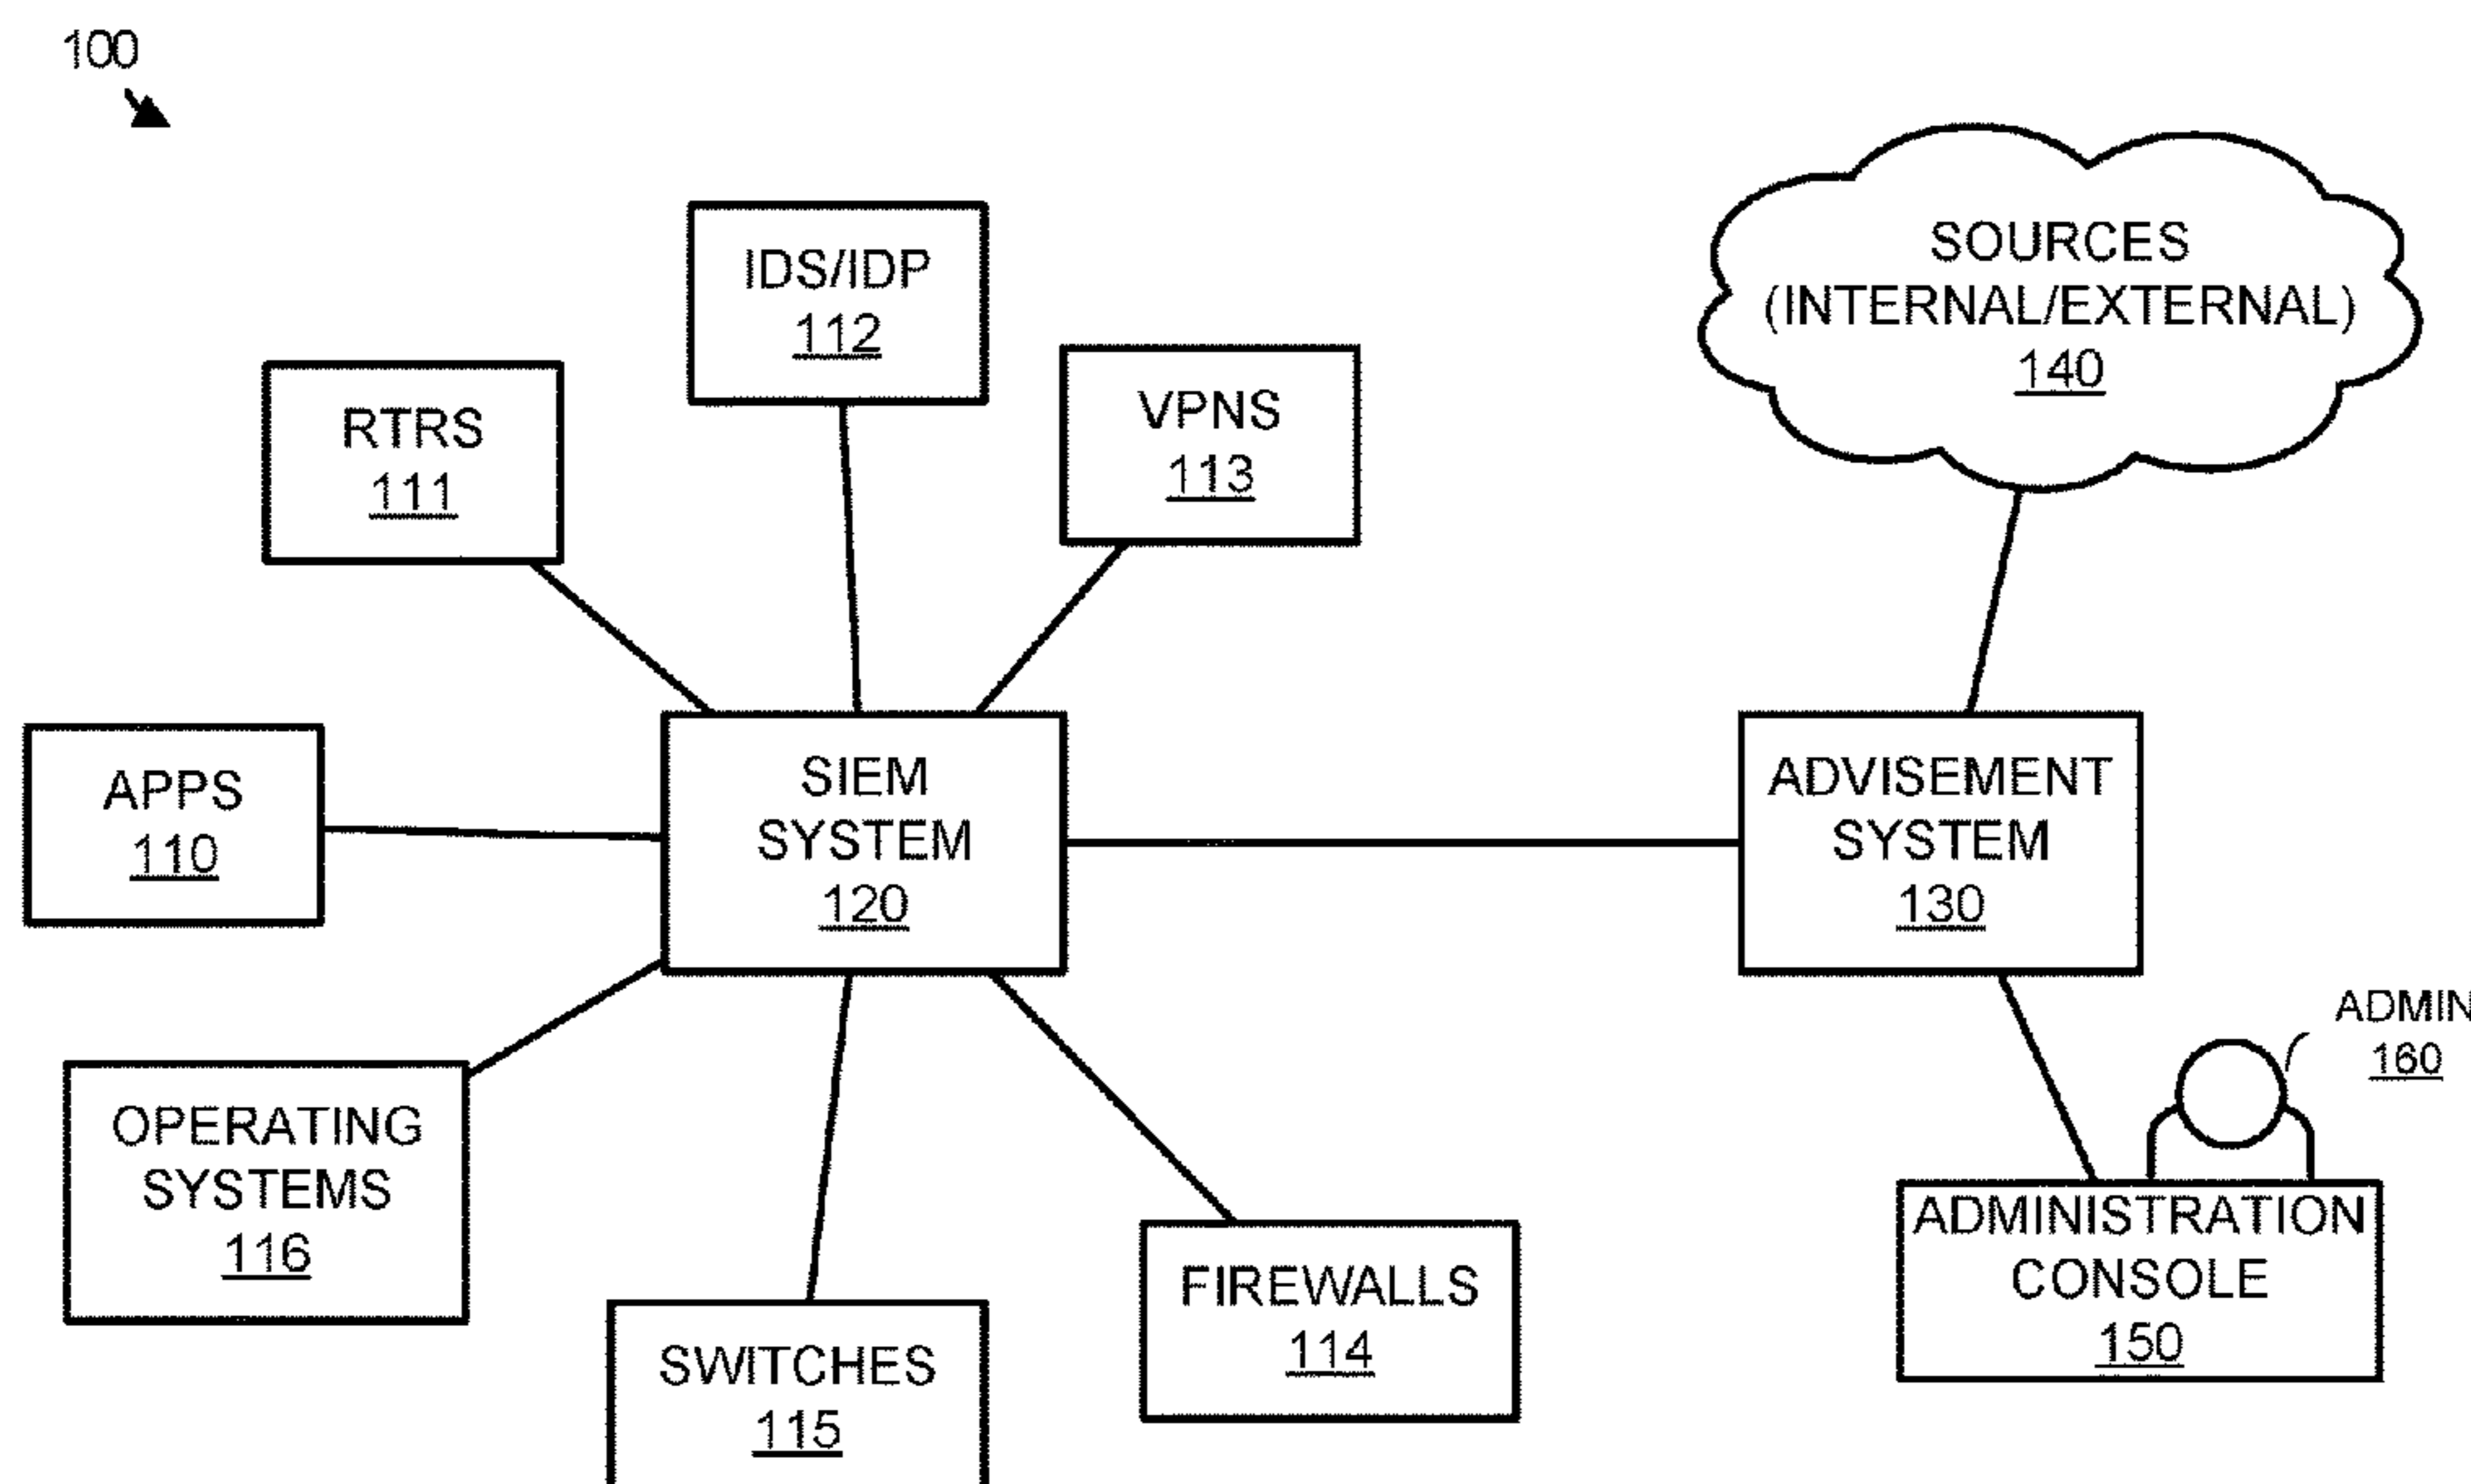 100
IDS/IDP
112
RTRS
111
VPNS
113
SOURCES
(INTERNAL/EXTERNAL)
140
APPS
110
SIEM
SYSTEM
120
ADVISEMENT
SYSTEM
130
ADMIN
160
OPERATING
SYSTEMS
116
SWITCHES
115
FIREWALLS
114
ADMINISTRATION
CONSOLE
150